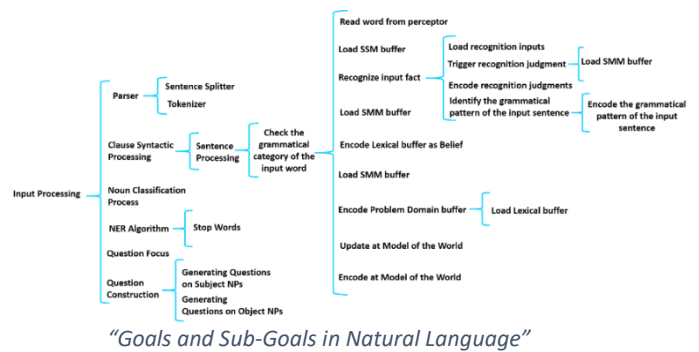 Input Processing
Parser
Sentence Splitter
Tokenizer
Clause Syntactic
Processing
Sentence
Processing
Check the
grammatical
category of the
input word
Read word from perceptor
Load SSM buffer
Recognize input fact
Load recognition inputs
Trigger recognition judgment
Load SMM buffer
Encode recognition judgments
Identify the grammatical
pattern of the input sentence
Encode the grammatical
pattern of the input
sentence
Load SMM buffer
Encode Lexical buffer as Belief
Load SMM buffer
Encode Problem Domain buffer
Load Lexical buffer
Update at Model of the World
Encode at Model of the World
Noun Classification
Process
NER Algorithm
Stop Words
Question Focus
Question
Construction
Generating Questions
on Subject NPs
Generating
Questions on Object NPs
“Goals and Sub-Goals in Natural Language”